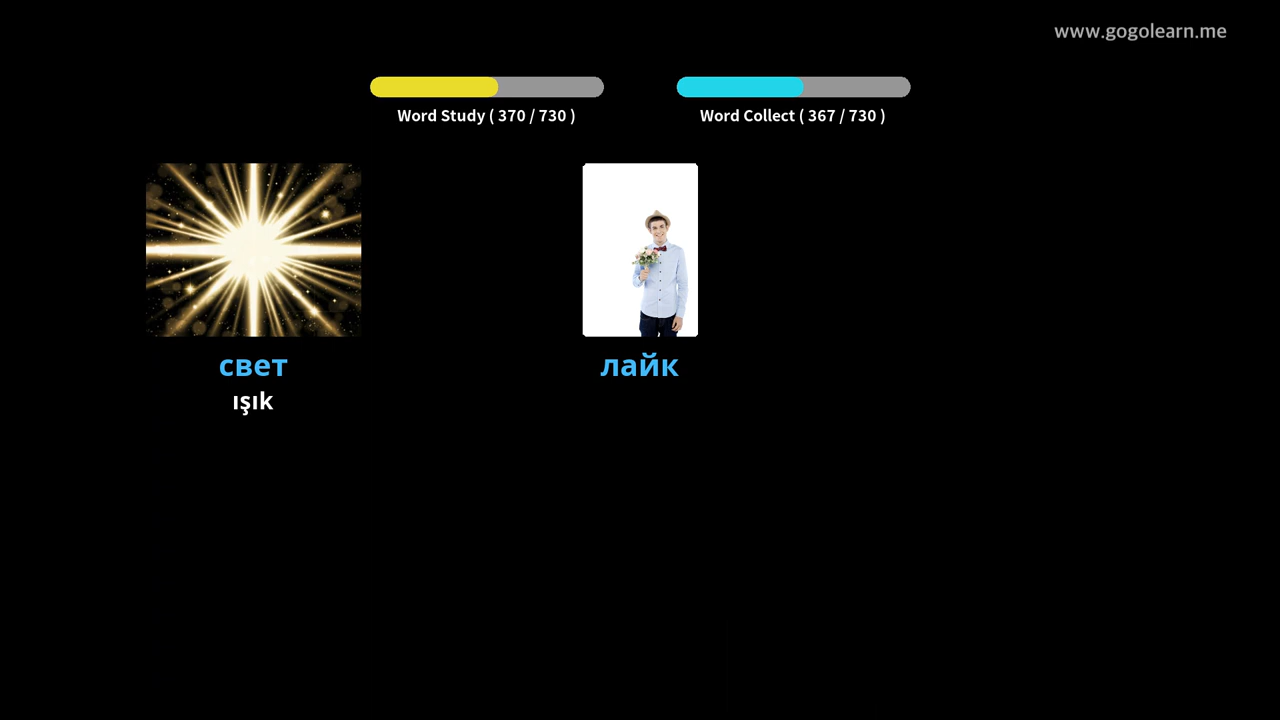 www.gogolearn.me
Word Study ( 370 / 730 )
Word Collect ( 367 / 730 )
свет
ışık
лайк